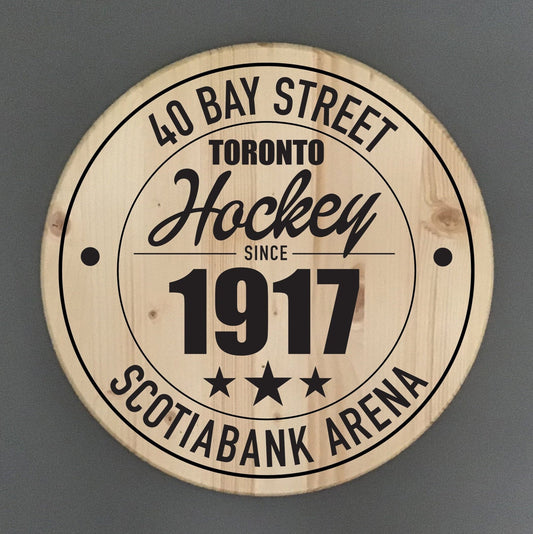 40 BAY STREET
TORONTO
Hockey
SINCE
1917
SCOTIABANK ARENA